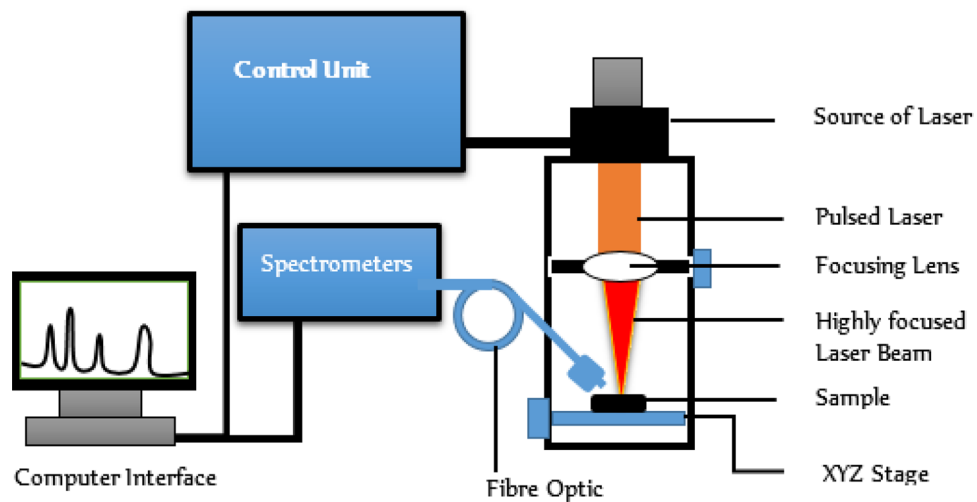 Control Unit
Source of Laser
Pulsed Laser
Spectrometers
Focusing Lens
Highly focused
Laser Beam
Sample
Computer Interface
Fibre Optic
XYZ Stage